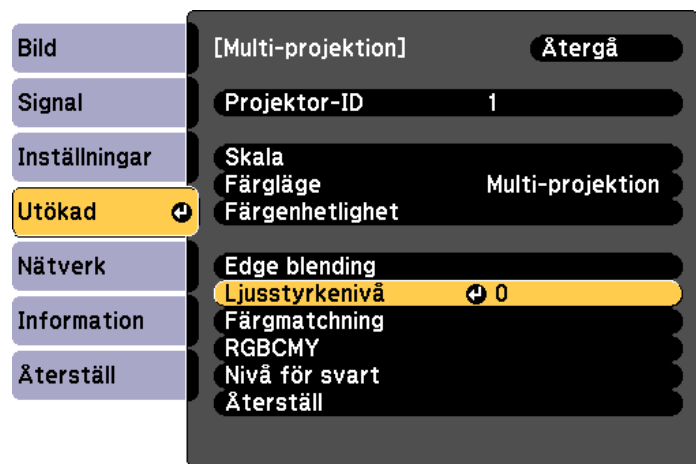 Bild
Signal
Inställningar
Utökad
Nätverk
Information
Återställ
[Multi-projektion] Återgå
Projektor-ID 1
Skala
Färgläge Multi-projektion
Färgenhetlighet
Edge blending
Ljusstyrkenivå 0
Färgmatchning
RGBCMY
Nivå för svart
Återställ